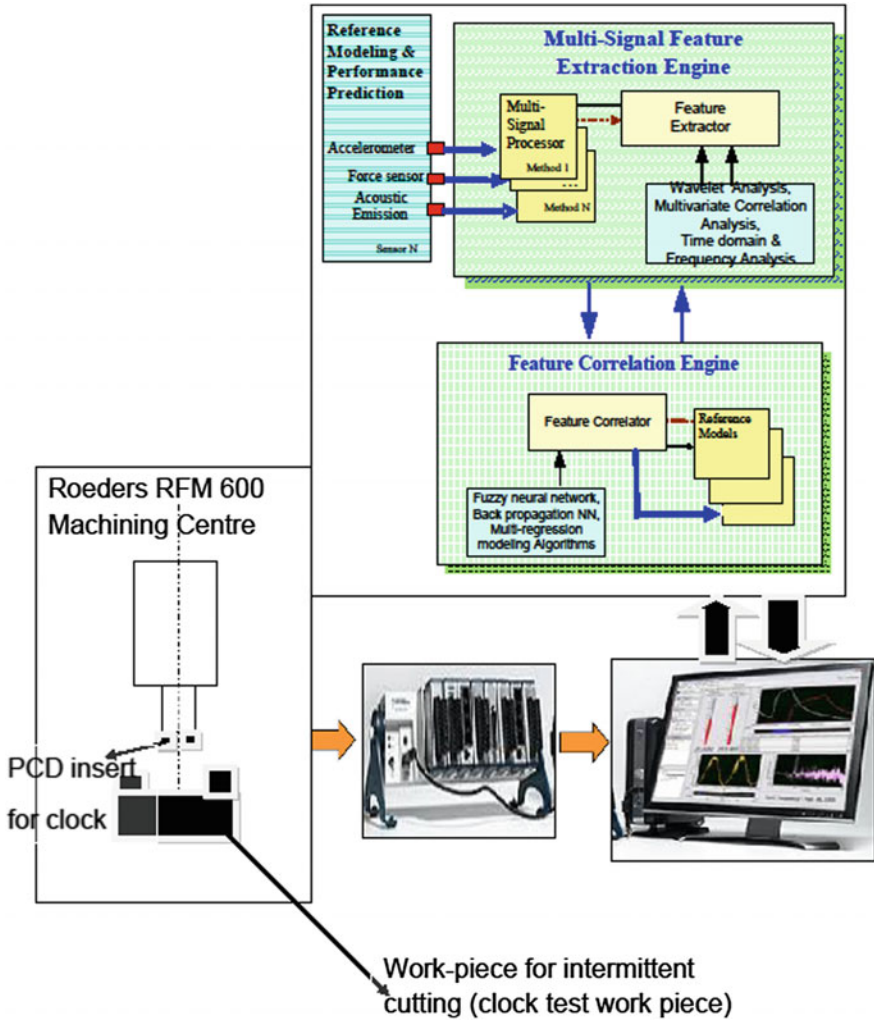 Reference
Modeling &
Performance
Prediction
Accelerometer
Force sensor
Acoustic
Emission
Sensor N
Multi-Signal Feature
Extraction Engine
Multi-
Signal
Processor
Method 1
...
Method N
Feature
Extractor
Wavelet Analysis,
Multivariate Correlation
Analysis,
Time domain &
Frequency Analysis
Feature Correlation Engine
Feature Correlator
Reference
Models
Fuzzy neural network,
Back propagation NN,
Multi-regression
modeling Algorithms
Roeders RFM 600
Machining Centre
PCD insert
for clock
Work-piece for intermittent
cutting (clock test work piece)